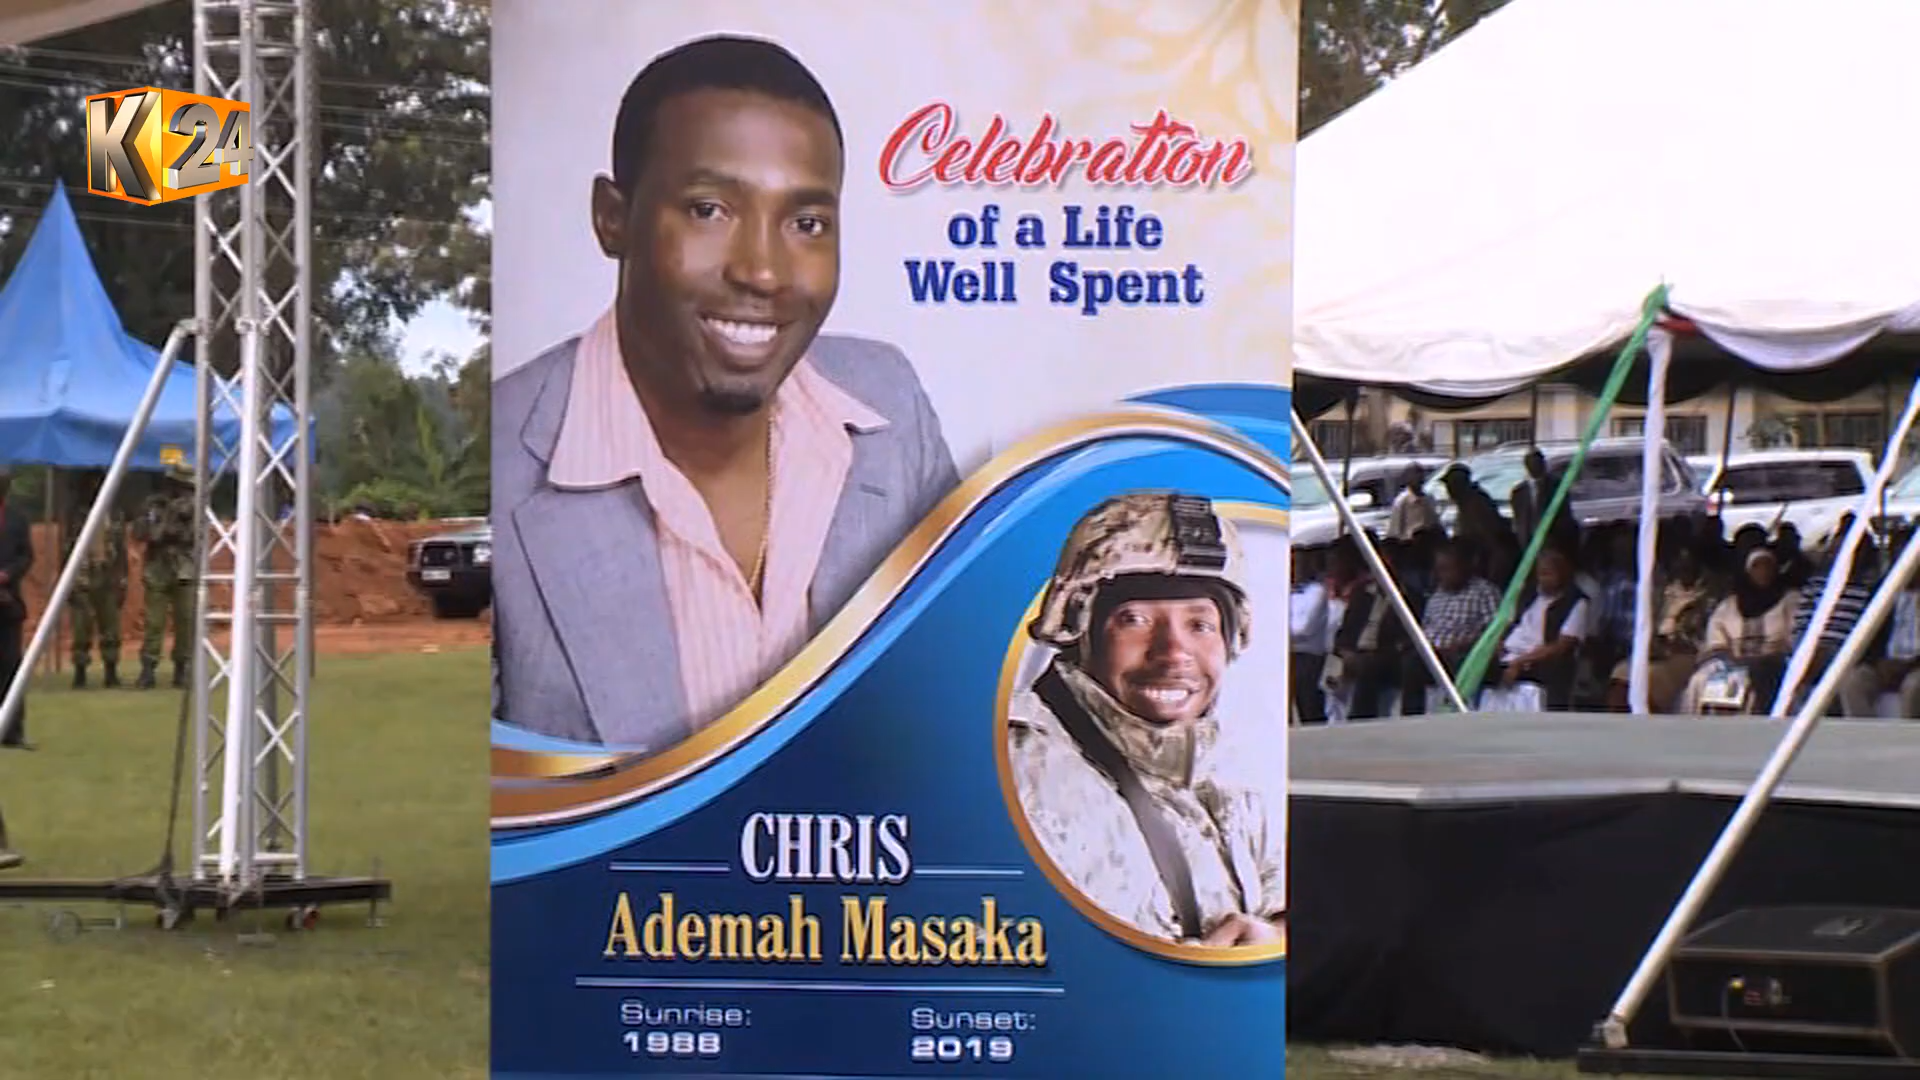 K24
Celebration
of a Life
Well Spent
CHRIS
Ademah Masaka
Sunrise: Sunset:
1988 2019